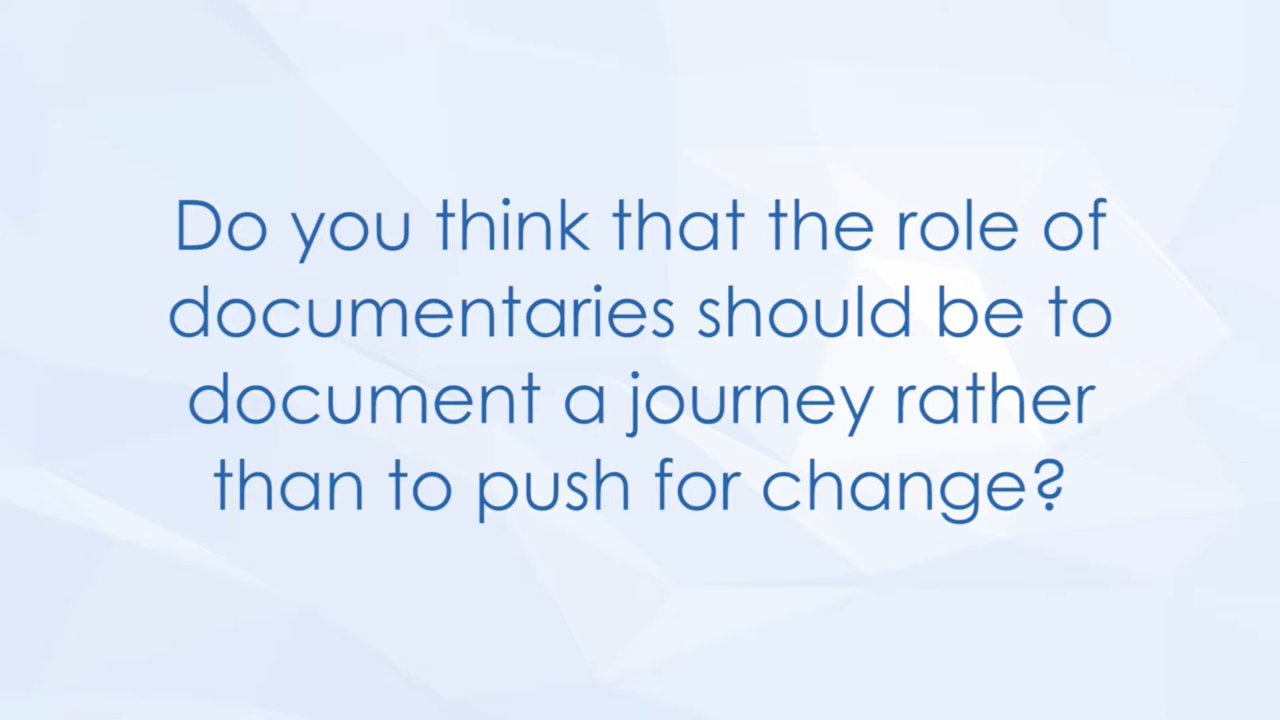 Do you think that the role of
documentaries should be to
document a journey rather
than to push for change?